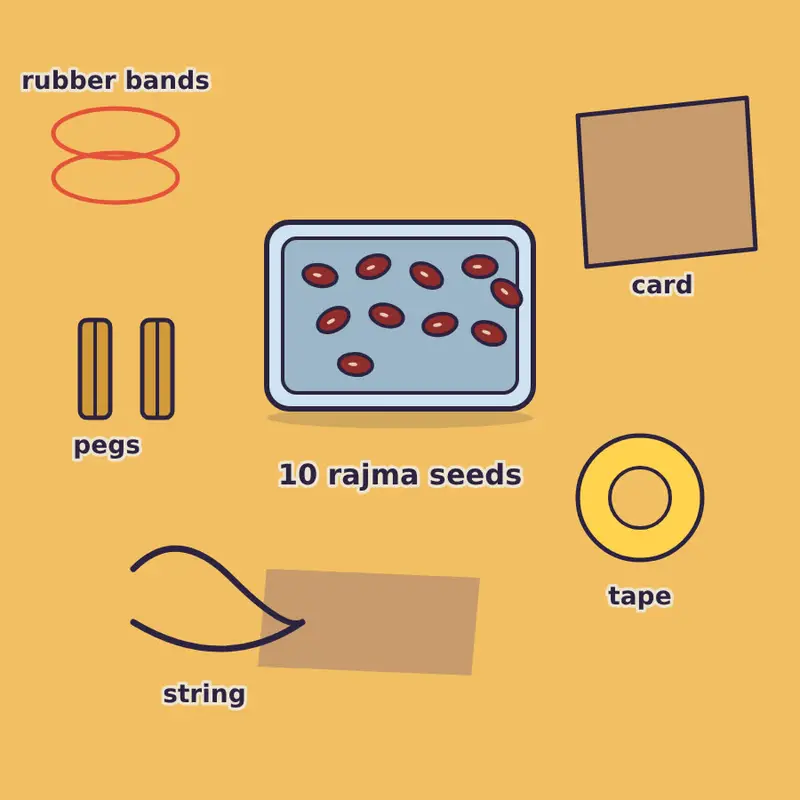 rubber bands
card
pegs
10 rajma seeds
tape
string